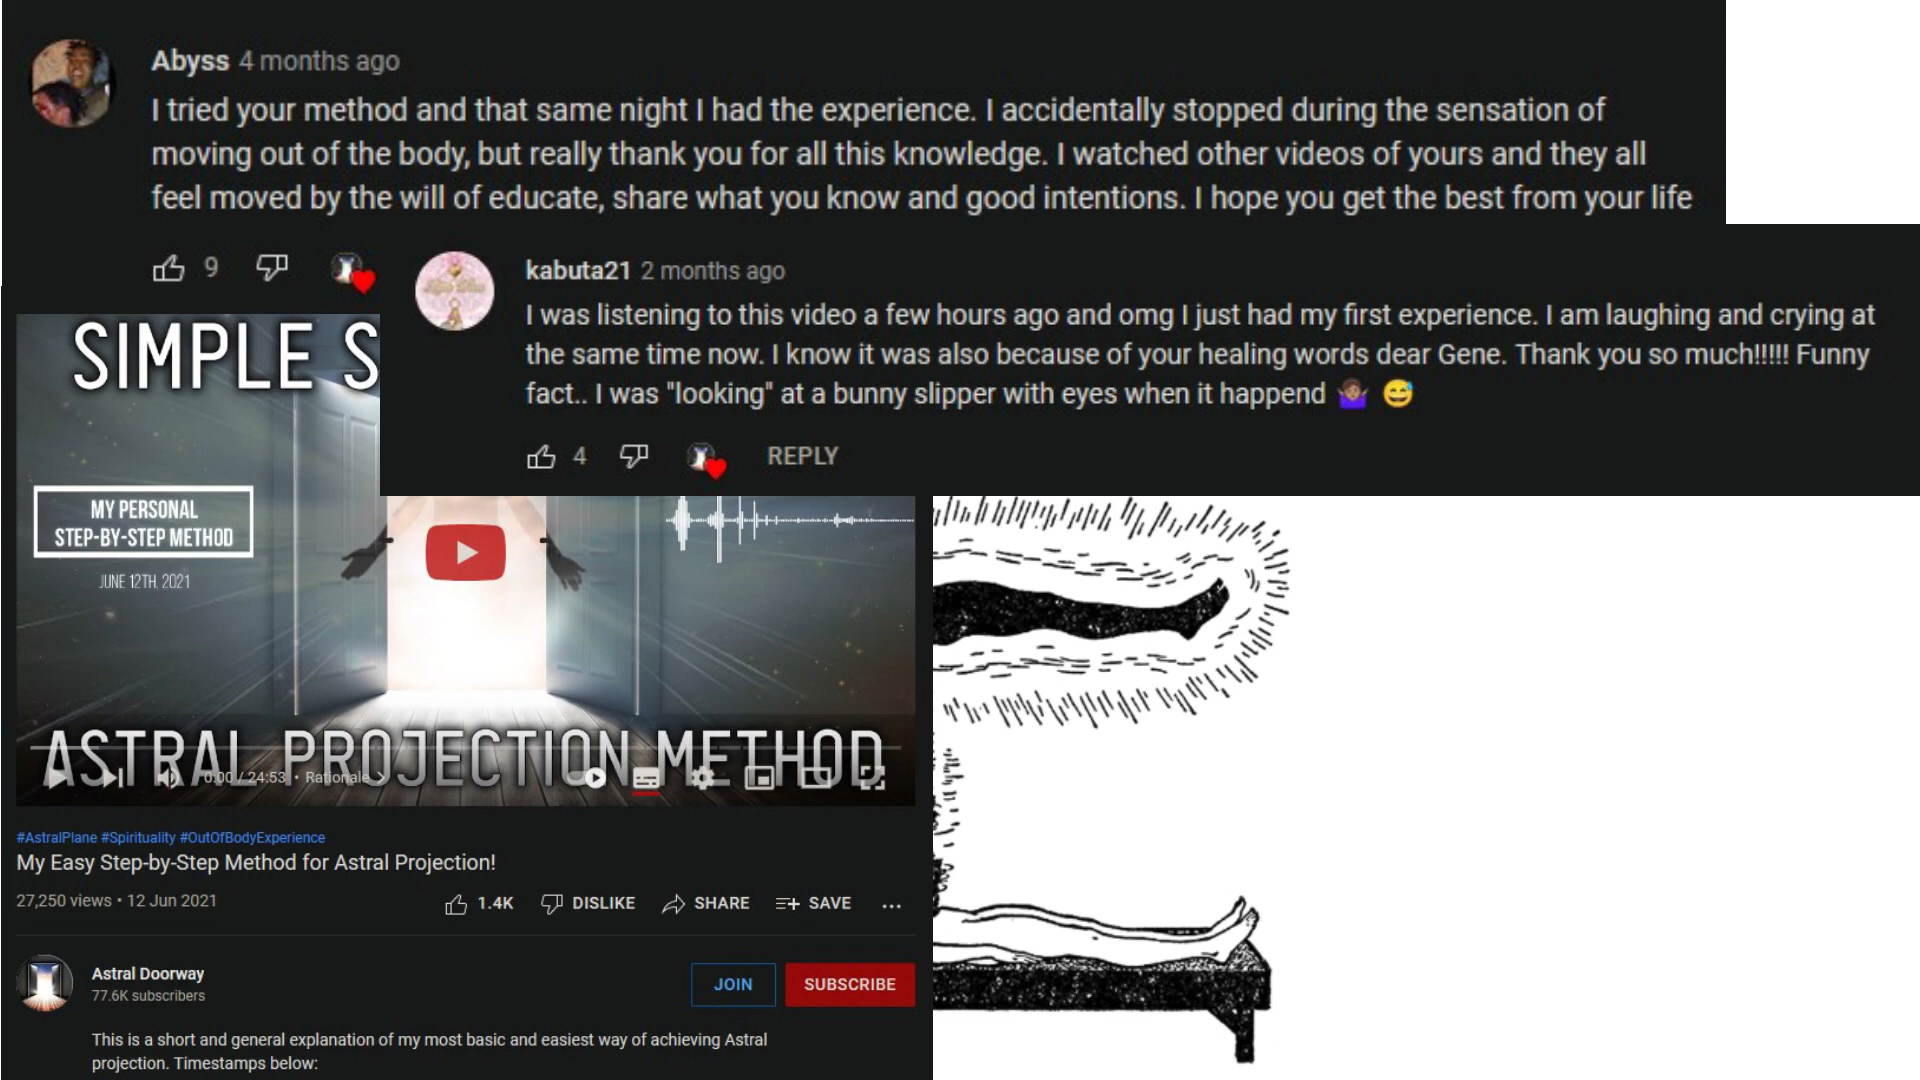 Abyss 4 months ago
I tried your method and that same night I had the experience. I accidentally stopped during the sensation of
moving out of the body, but really thank you for all this knowledge. I watched other videos of yours and they all
feel moved by the will of educate, share what you know and good intentions. I hope you get the best from your life
9
kabuta21 2 months ago
I was listening to this video a few hours ago and omg I just had my first experience. I am laughing and crying at
the same time now. I know it was also because of your healing words dear Gene. Thank you so much!!!!! Funny
fact.. I was "looking" at a bunny slipper with eyes when it happend 🤷🏽‍♀️ 😅
4 REPLY
SIMPLE S
MY PERSONAL
STEP-BY-STEP METHOD
JUNE 12TH, 2021
ASTRAL PROJECTION METHOD
0:00 / 24:53 • Rationale >
#AstralPlane #Spirituality #OutOfBodyExperience
My Easy Step-by-Step Method for Astral Projection!
27,250 views • 12 Jun 2021 1.4K DISLIKE SHARE SAVE ...
Astral Doorway
77.6K subscribers
JOIN SUBSCRIBE
This is a short and general explanation of my most basic and easiest way of achieving Astral
projection. Timestamps below: